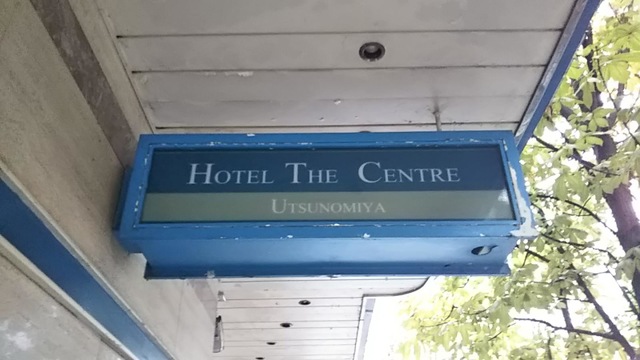 Hotel The Centre
Utsunomiya